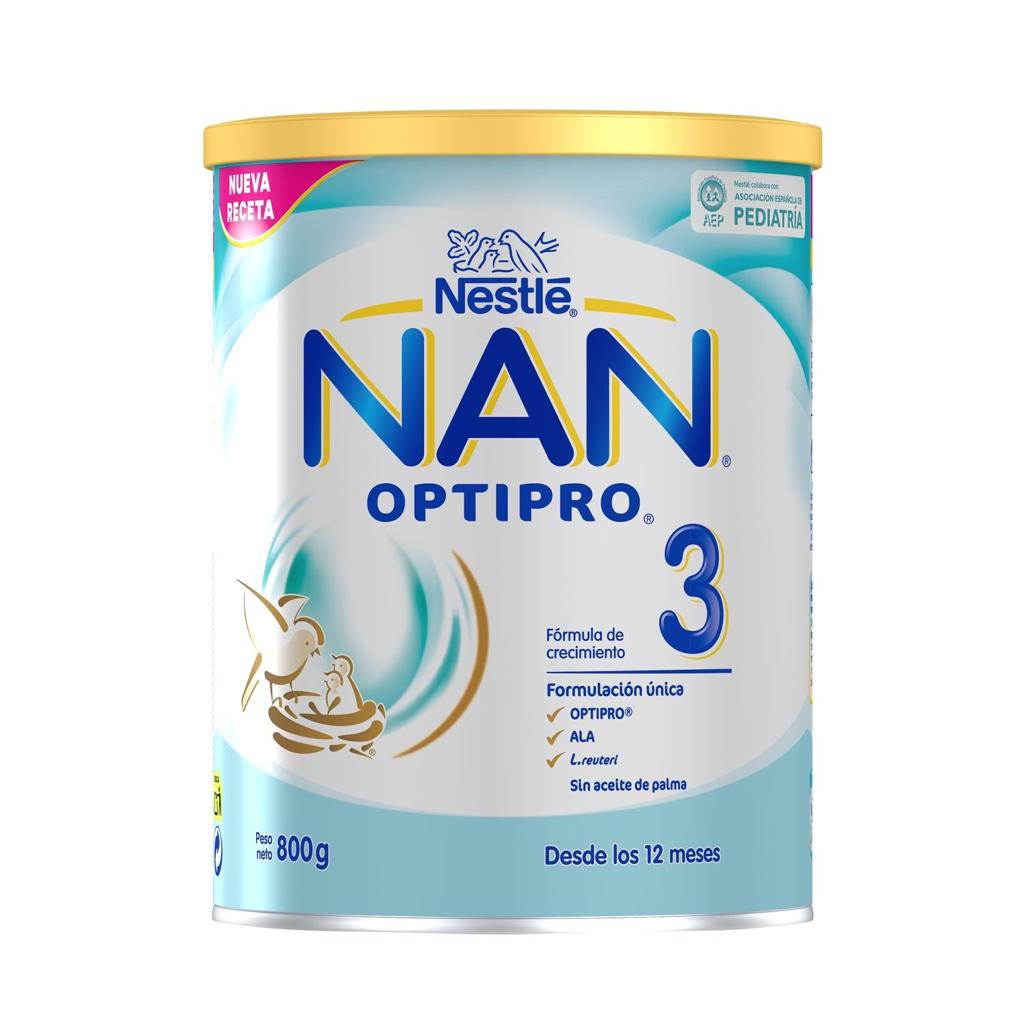 NUEVA
RECETA
Nestlé colabora con:
ASOCIACIÓN ESPAÑOLA DE
PEDIATRÍA
AEP
Nestlé®
NAN®
OPTIPRO®
3
Fórmula de
crecimiento
Formulación única
✓ OPTIPRO®
✓ ALA
✓ L.reuteri
Sin aceite de palma
Peso
neto 800g
Desde los 12 meses